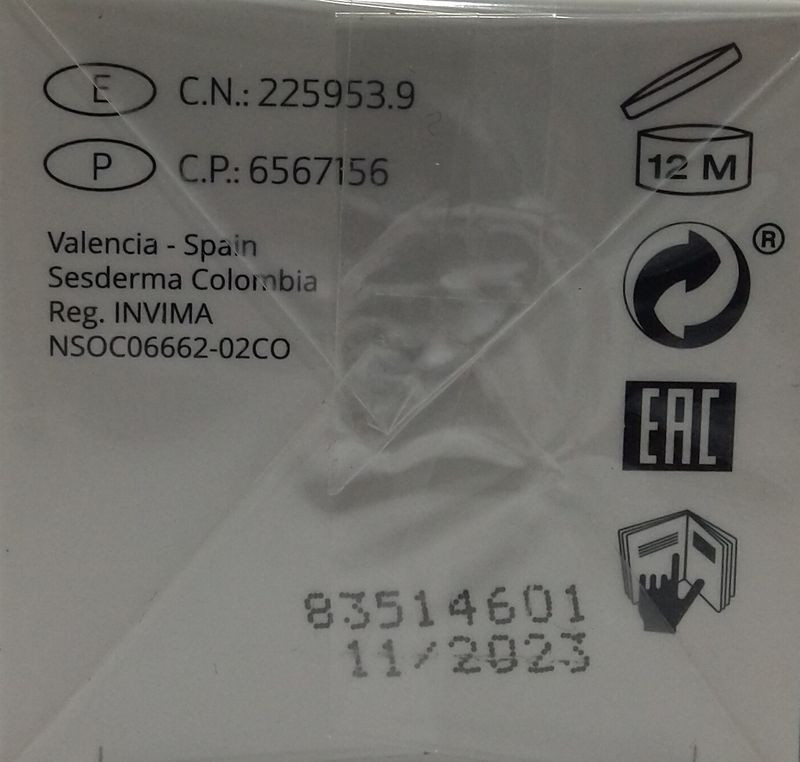 E C.N.: 225953.9
P C.P.: 6567156
Valencia - Spain
Sesderma Colombia
Reg. INVIMA
NSOC06662-02CO
12 M
®
EAC
83514601
11/2023